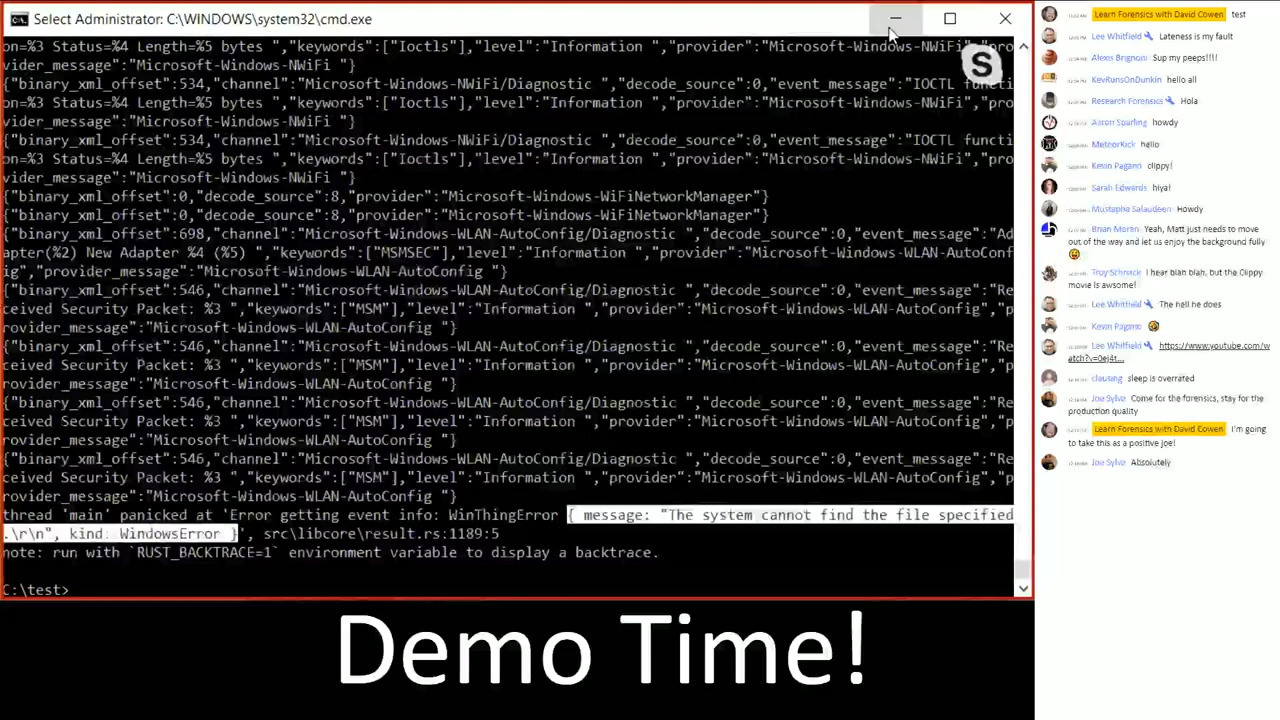 Select Administrator: C:\WINDOWS\system32\cmd.exe
on=%3 Status=%4 Length=%5 bytes ","keywords":["Ioctls"],"level":"Information ","provider":"Microsoft-Windows-NWiFi","pro
vider_message":"Microsoft-Windows-NWiFi "}
{"binary_xml_offset":534,"channel":"Microsoft-Windows-NWiFi/Diagnostic ","decode_source":0,"event_message":"IOCTL functi
on=%3 Status=%4 Length=%5 bytes ","keywords":["Ioctls"],"level":"Information ","provider":"Microsoft-Windows-NWiFi","pro
vider_message":"Microsoft-Windows-NWiFi "}
{"binary_xml_offset":534,"channel":"Microsoft-Windows-NWiFi/Diagnostic ","decode_source":0,"event_message":"IOCTL functi
on=%3 Status=%4 Length=%5 bytes ","keywords":["Ioctls"],"level":"Information ","provider":"Microsoft-Windows-NWiFi","pro
vider_message":"Microsoft-Windows-NWiFi "}
{"binary_xml_offset":0,"decode_source":8,"provider":"Microsoft-Windows-WiFiNetworkManager"}
{"binary_xml_offset":0,"decode_source":8,"provider":"Microsoft-Windows-WiFiNetworkManager"}
{"binary_xml_offset":698,"channel":"Microsoft-Windows-WLAN-AutoConfig/Diagnostic ","decode_source":0,"event_message":"Ad
apter(%2) New Adapter %4 (%5) ","keywords":["MSMSEC"],"level":"Information ","provider":"Microsoft-Windows-WLAN-AutoConf
ig","provider_message":"Microsoft-Windows-WLAN-AutoConfig "}
{"binary_xml_offset":546,"channel":"Microsoft-Windows-WLAN-AutoConfig/Diagnostic ","decode_source":0,"event_message":"Re
ceived Security Packet: %3 ","keywords":["MSM"],"level":"Information ","provider":"Microsoft-Windows-WLAN-AutoConfig","p
rovider_message":"Microsoft-Windows-WLAN-AutoConfig "}
{"binary_xml_offset":546,"channel":"Microsoft-Windows-WLAN-AutoConfig/Diagnostic ","decode_source":0,"event_message":"Re
ceived Security Packet: %3 ","keywords":["MSM"],"level":"Information ","provider":"Microsoft-Windows-WLAN-AutoConfig","p
rovider_message":"Microsoft-Windows-WLAN-AutoConfig "}
{"binary_xml_offset":546,"channel":"Microsoft-Windows-WLAN-AutoConfig/Diagnostic ","decode_source":0,"event_message":"Re
ceived Security Packet: %3 ","keywords":["MSM"],"level":"Information ","provider":"Microsoft-Windows-WLAN-AutoConfig","p
rovider_message":"Microsoft-Windows-WLAN-AutoConfig "}
{"binary_xml_offset":546,"channel":"Microsoft-Windows-WLAN-AutoConfig/Diagnostic ","decode_source":0,"event_message":"Re
ceived Security Packet: %3 ","keywords":["MSM"],"level":"Information ","provider":"Microsoft-Windows-WLAN-AutoConfig","p
rovider_message":"Microsoft-Windows-WLAN-AutoConfig "}
thread 'main' panicked at 'Error getting event info: WinThingError { message: "The system cannot find the file specified
.\r\n", kind: WindowsError }', src\libcore\result.rs:1189:5
note: run with `RUST_BACKTRACE=1` environment variable to display a backtrace.
C:\test>
Demo Time!
Learn Forensics with David Cowen test
Lee Whitfield Lateness is my fault
Alexis Brignoni Sup my peeps!!!!
KevRunsOnDunkin hello all
Research Forensics Hola
Aaron Sparling howdy
MeteorKick hello
Kevin Pagano clippy!
Sarah Edwards hiya!
Mustapha Salaudeen Howdy
Brian Moran Yeah, Matt just needs to move
out of the way and let us enjoy the background fully
Troy Schnack I hear blah blah, but the Clippy
movie is awsome!
Lee Whitfield The hell he does
Kevin Pagano
Lee Whitfield https://www.youtube.com/w
atch?v=0ej4t...
clausing sleep is overrated
Joe Sylve Come for the forensics, stay for the
production quality
Learn Forensics with David Cowen I'm going
to take this as a positive joe!
Joe Sylve Absolutely